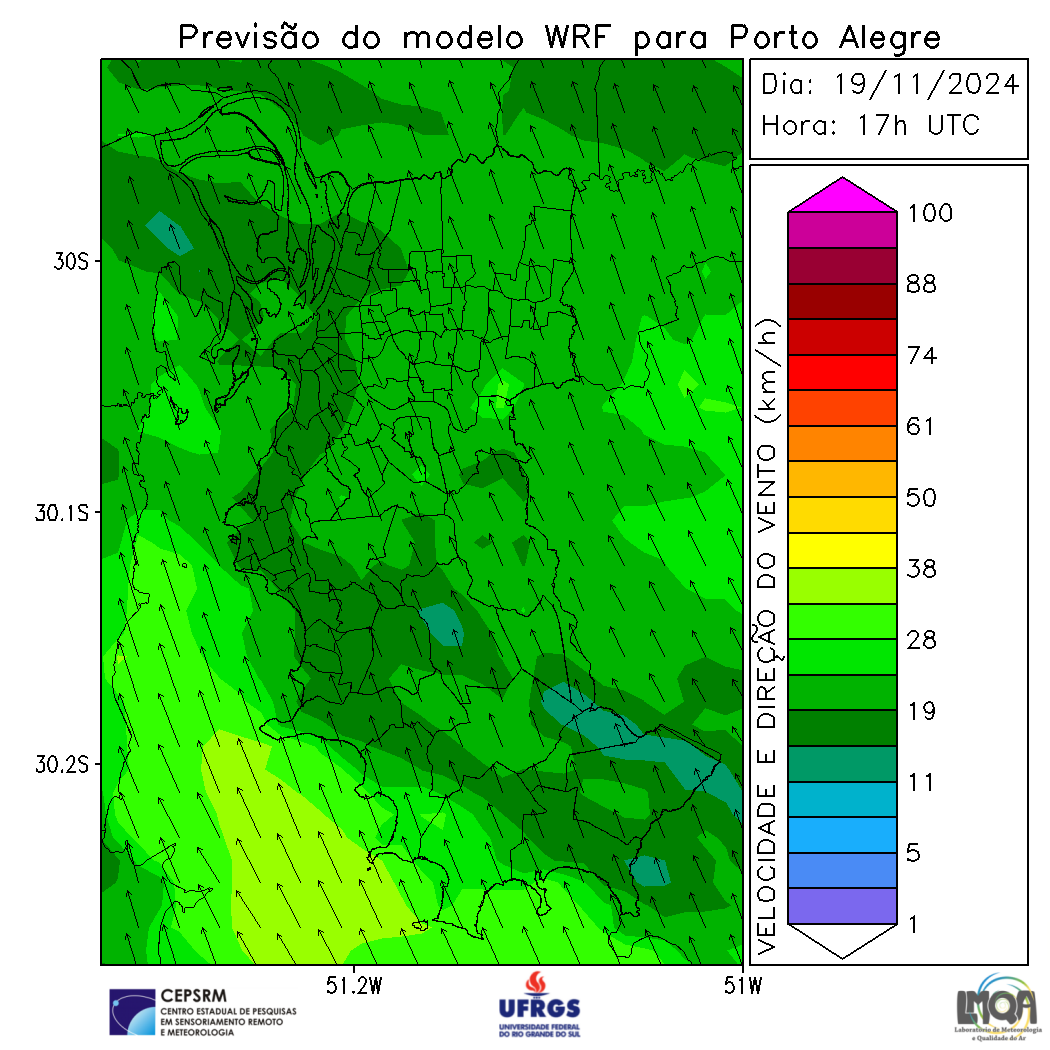 Previsão do modelo WRF para Porto Alegre
Dia: 19/11/2024
Hora: 17h UTC
30S
30.1S
30.2S
51.2W
51W
VELOCIDADE E DIREÇÃO DO VENTO (km/h)
100
88
74
61
50
38
28
19
11
5
1
CEPSRM
CENTRO ESTADUAL DE PESQUISAS
EM SENSORIAMENTO REMOTO
E METEOROLOGIA
UFRGS
UNIVERSIDADE FEDERAL
DO RIO GRANDE DO SUL
LMQA
Laboratório de Meteorologia
e Qualidade do Ar